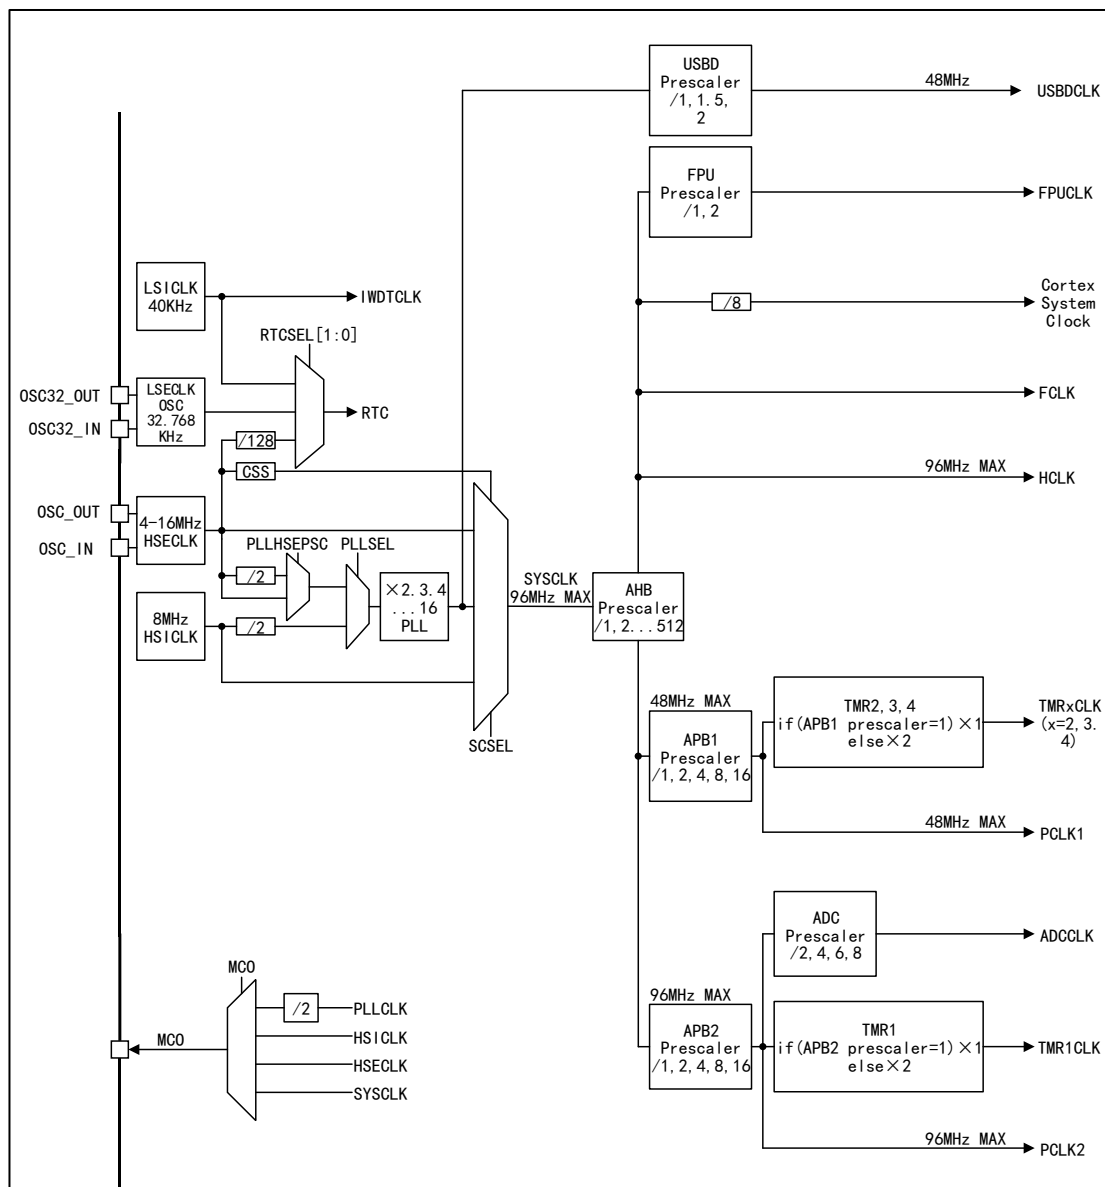 USBD
Prescaler
/1, 1.5,
2
48MHz
USBDCLK
FPU
Prescaler
/1, 2
FPUCLK
LSICLK
40KHz
IWDTCLK
/8
Cortex
System
Clock
RTCSEL[1:0]
OSC32_OUT
OSC32_IN
LSECLK
OSC
32.768
KHz
RTC
FCLK
/128
CSS
96MHz MAX
HCLK
OSC_OUT
OSC_IN
4-16MHz
HSECLK
PLLHSEPSC
PLLSEL
/2
×2.3.4
...16
PLL
SYSCLK
96MHz MAX
AHB
Prescaler
/1, 2...512
8MHz
HSICLK
/2
SCSEL
48MHz MAX
APB1
Prescaler
/1, 2, 4, 8, 16
TMR2, 3, 4
if(APB1 prescaler=1) ×1
else×2
TMRxCLK
(x=2, 3.
4)
48MHz MAX
PCLK1
ADC
Prescaler
/2, 4, 6, 8
ADCCLK
MCO
/2
PLLCLK
HSICLK
HSECLK
SYSCLK
MCO
96MHz MAX
APB2
Prescaler
/1, 2, 4, 8, 16
TMR1
if(APB2 prescaler=1) ×1
else×2
TMR1CLK
96MHz MAX
PCLK2